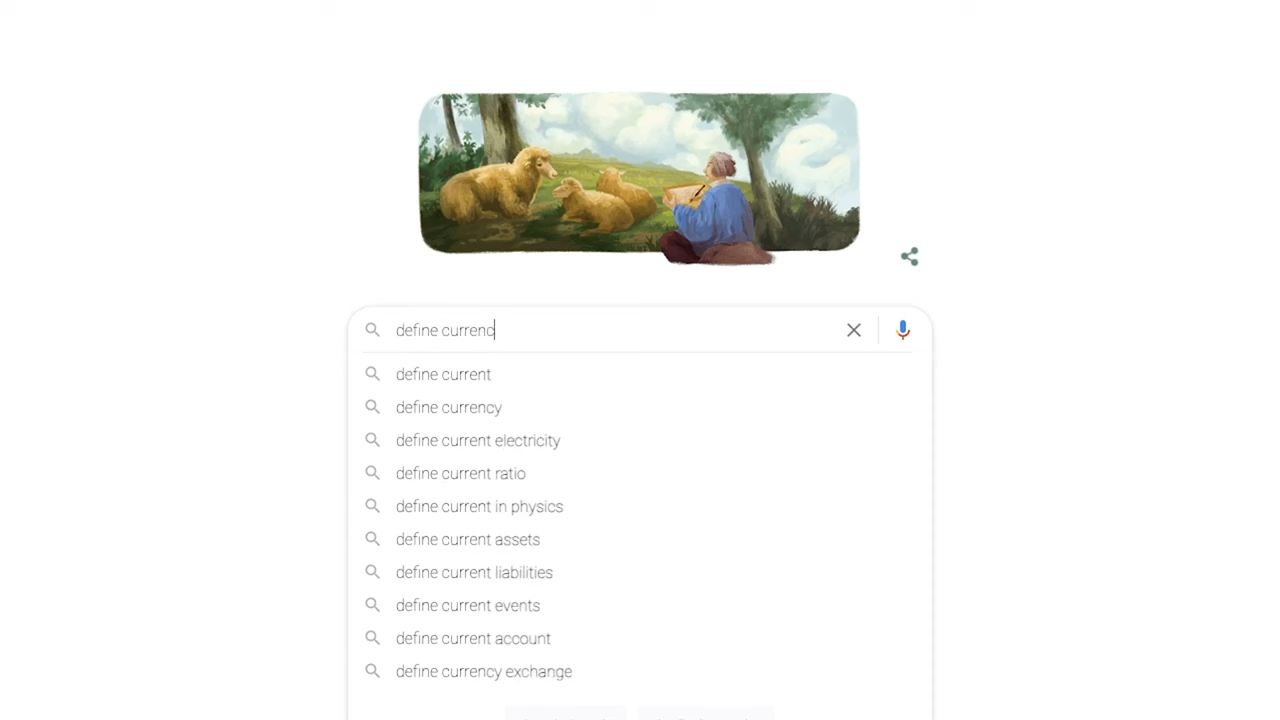 define currenc
define current
define currency
define current electricity
define current ratio
define current in physics
define current assets
define current liabilities
define current events
define current account
define currency exchange